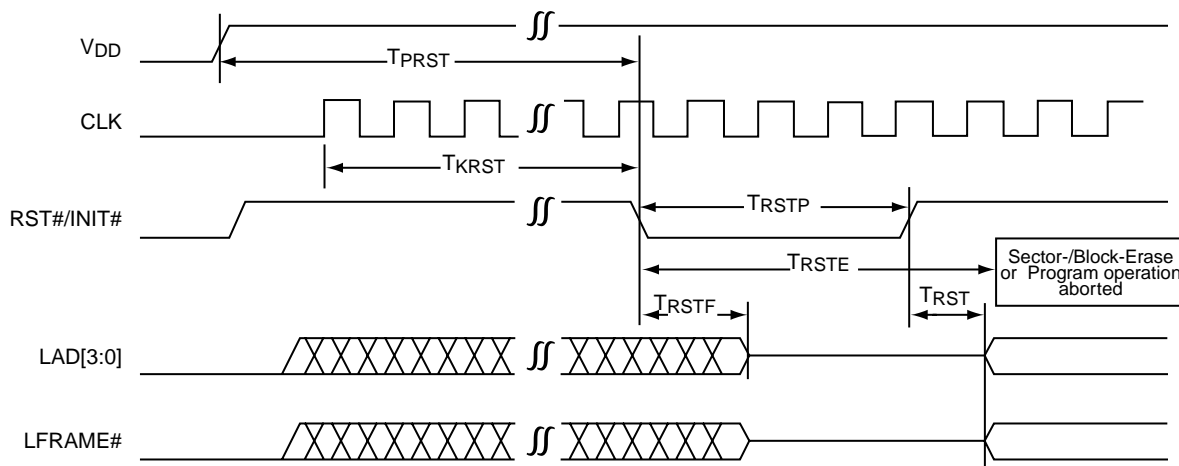 VDD
TPRST
CLK
TKRST
RST#/INIT#
TRSTP
TRSTE
Sector-/Block-Erase
or Program operation
aborted
TRSTF
TRST
LAD[3:0]
LFRAME#